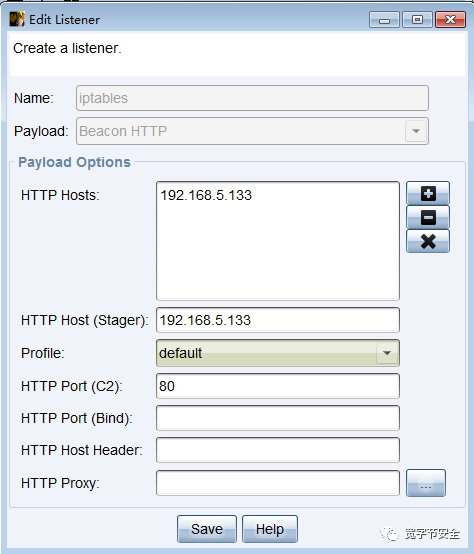 Edit Listener
Create a listener.
Name: iptables
Payload: Beacon HTTP
Payload Options
HTTP Hosts: 192.168.5.133
HTTP Host (Stager): 192.168.5.133
Profile: default
HTTP Port (C2): 80
HTTP Port (Bind):
HTTP Host Header:
HTTP Proxy: ...
Save Help
宽字节安全